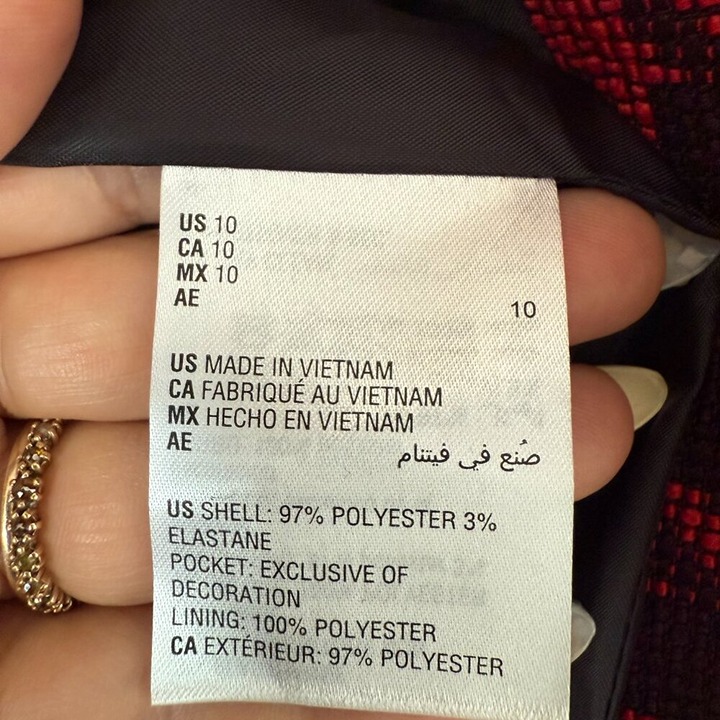 US 10
CA 10
MX 10
AE 10
US MADE IN VIETNAM
CA FABRIQUÉ AU VIETNAM
MX HECHO EN VIETNAM
AE صُنع في فيتنام
US SHELL: 97% POLYESTER 3%
ELASTANE
POCKET: EXCLUSIVE OF
DECORATION
LINING: 100% POLYESTER
CA EXTÉRIEUR: 97% POLYESTER